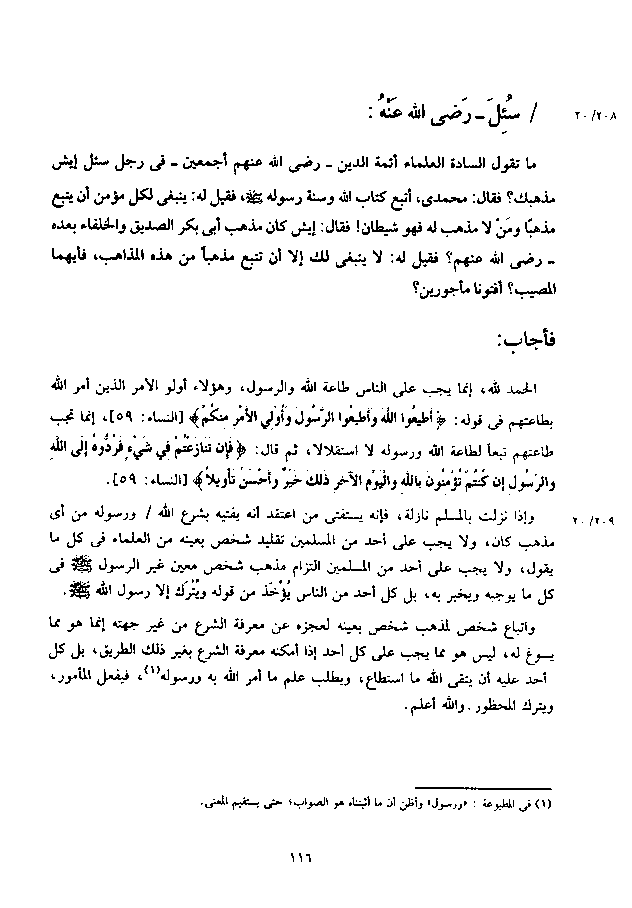 ٢٠/٢٠٨ / سُئِلَ ــ رَضى الله عَنْهُ :
ما تقول السادة العلماء أئمة الدين ــ رضى الله عنهم أجمعين ــ فى رجل سئل إيش
مذهبك؟ فقال: محمدى، أتبع كتاب الله وسنة رسوله ﷺ، فقيل له: ينبغى لكل مؤمن أن يتبع
مذهبًا ومَنْ لا مذهب له فهو شيطان! فقال: إيش كان مذهب أبى بكر الصديق والخلفاء بعده
ــ رضى الله عنهم؟ فقيل له: لا ينبغى لك إلا أن تتبع مذهباً من هذه المذاهب، فأيهما
المصيب؟ أفتونا مأجورين؟
فأجاب:
الحمد لله، إنما يجب على الناس طاعة الله والرسول، وهؤلاء أولو الأمر الذين أمر الله
بطاعتهم فى قوله: ﴿ أَطِيعُوا اللَّهَ وَأَطِيعُوا الرَّسُولَ وَأُوْلِي الأَمْرِ مِنكُمْ ﴾ [النساء: ٥٩]، إنما تجب
طاعتهم تبعاً لطاعة الله ورسوله لا استقلالا، ثم قال: ﴿ فَإِن تَنَازَعْتُمْ فِي شَيْءٍ فَرُدُّوهُ إِلَى اللَّهِ
وَالرَّسُولِ إِن كُنتُمْ تُؤْمِنُونَ بِاللَّهِ وَالْيَوْمِ الآخِرِ ذَلِكَ خَيْرٌ وَأَحْسَنُ تَأْوِيلاً ﴾ [النساء: ٥٩].
٢٠/٢٠٩ وإذا نزلت بالمسلم نازلة، فإنه يستفتى من اعتقد أنه يفتيه بشرع الله / ورسوله من أى
مذهب كان، ولا يجب على أحد من المسلمين تقليد شخص بعينه من العلماء فى كل ما
يقول، ولا يجب على أحد من المسلمين التزام مذهب شخص معين غير الرسول ﷺ فى
كل ما يوجبه ويخبر به، بل كل أحد من الناس يُؤْخَذ من قوله ويُتْرَك إلا رسول الله ﷺ.
واتباع شخص لمذهب شخص بعينه لعجزه عن معرفة الشرع من غير جهته إنما هو مما
يسوغ له، ليس هو مما يجب على كل أحد إذا أمكنه معرفة الشرع بغير ذلك الطريق، بل كل
أحد عليه أن يتقى الله ما استطاع، ويطلب علم ما أمر الله به ورسوله(١)، فيفعل المأمور،
ويترك المحظور. والله أعلم.
(١) فى المطبوعة : «ورسول» وأظن أن ما أثبتناه هو الصواب؛ حتى يستقيم المعنى.
١١٦